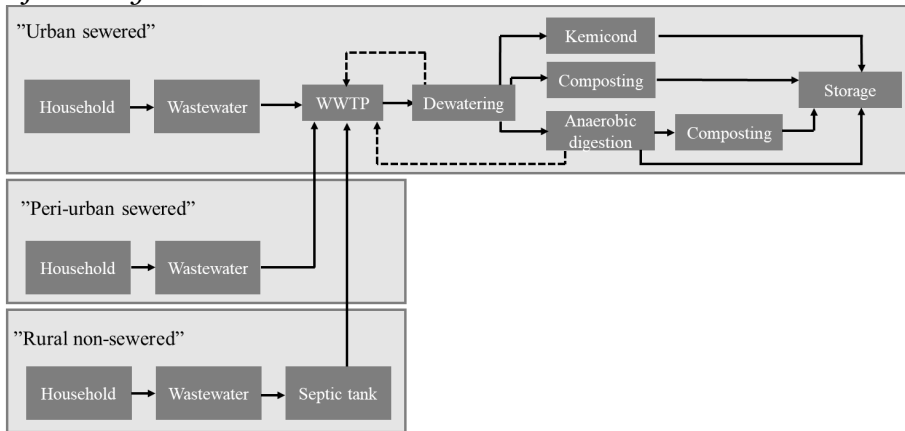 ”Urban sewered”
Household
Wastewater
WWTP
Dewatering
Kemicond
Composting
Anaerobic
digestion
Composting
Storage
”Peri-urban sewered”
Household
Wastewater
”Rural non-sewered”
Household
Wastewater
Septic tank